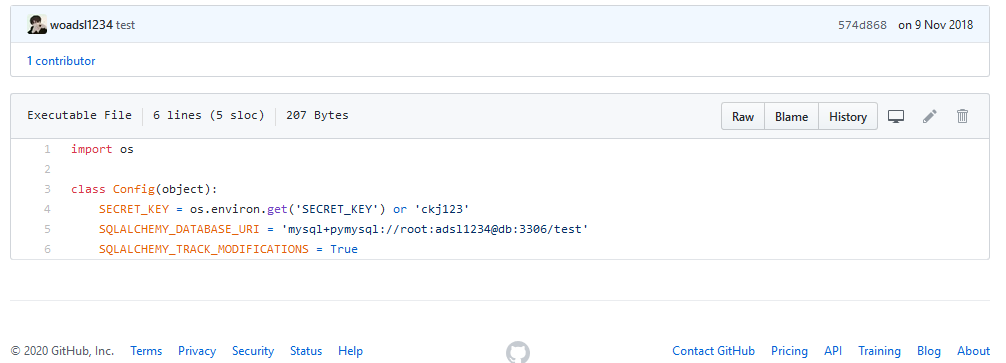 woadsl1234 test 574d868 on 9 Nov 2018
1 contributor
Executable File 6 lines (5 sloc) 207 Bytes Raw Blame History
1 import os
2
3 class Config(object):
4 SECRET_KEY = os.environ.get('SECRET_KEY') or 'ckj123'
5 SQLALCHEMY_DATABASE_URI = 'mysql+pymysql://root:adsl1234@db:3306/test'
6 SQLALCHEMY_TRACK_MODIFICATIONS = True
© 2020 GitHub, Inc. Terms Privacy Security Status Help Contact GitHub Pricing API Training Blog About